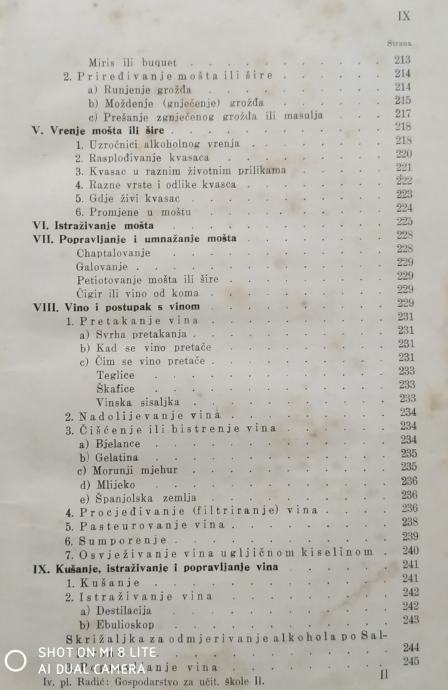 IX
Strana
Miris ili buquet 213
2. Priređivanje mošta ili šire 214
a) Runjenje grožđa 214
b) Moždenje (gnječenje) grožđa 215
c) Prešanje zgnječenog grožđa ili masulja 217
V. Vrenje mošta ili šire 218
1. Uzročnici alkoholnog vrenja 218
2. Rasplođivanje kvasaca 220
3. Kvasac u raznim životnim prilikama 221
4. Razne vrste i odlike kvasca 222
5. Gdje živi kvasac 223
6. Promjene u moštu 224
VI. Istraživanje mošta 225
VII. Popravljanje i umnažanje mošta 228
Chaptalovanje 228
Galovanje 229
Petiotovanje mošta ili šire 229
Čigir ili vino od koma 229
VIII. Vino i postupak s vinom 229
1. Pretakanje vina 231
a) Svrha pretakanja 231
b) Kad se vino pretače 231
c) Čim se vino pretače 231
Teglice 233
Škafice 233
Vinska sisaljka 233
2. Nadolijevanje vina 234
3. Čišćenje ili bistrenje vina 234
a) Bjelance 234
b) Gelatina 235
c) Morunji mjehur 235
d) Mlijeko 236
e) Španjolska zemlja 236
4. Procjeđivanje (filtriranje) vina 236
5. Pasteurovanje vina 238
6. Sumporenje 239
7. Osvježivanje vina ugljičnom kiselinom 240
IX. Kušanje, istraživanje i popravljanje vina 241
1. Kušanje 241
2. Istraživanje vina 242
a) Destilacija 242
b) Ebulioskop 243
Skrižaljka za odmjerivanje alkohola po Sal-
244
vina 245
Iv. pl. Radić: Gospodarstvo za učit. škole II. II
SHOT ON MI 8 LITE
AI DUAL CAMERA